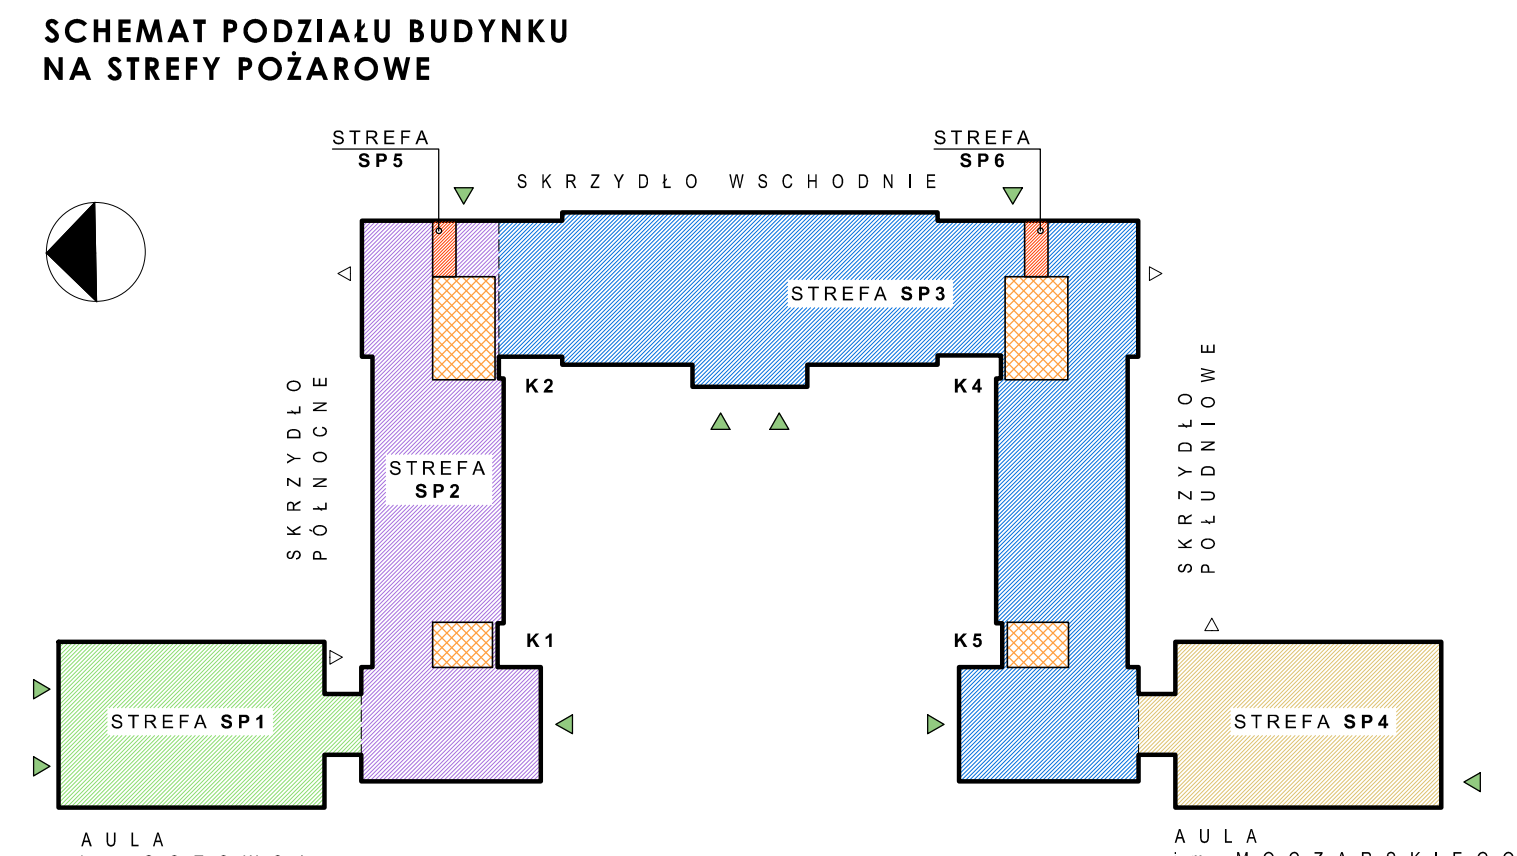 SCHEMAT PODZIAŁU BUDYNKU
NA STREFY POŻAROWE
STREFA
SP5
STREFA
SP6
SKRZYDŁO WSCHODNIE
STREFA SP3
K2
K4
SKRZYDŁO
PÓŁNOCNE
STREFA
SP2
SKRZYDŁO
POŁUDNIOWE
K1
K5
STREFA SP1
STREFA SP4
AULA
AULA